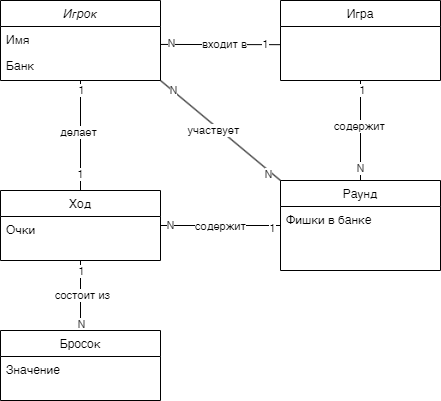 Игрок
Имя
Банк
N входит в 1
Игра
1
делает
1
N
участвует
N
1
содержит
N
Ход
Очки
N содержит 1
Раунд
Фишки в банке
1
состоит из
N
Бросок
Значение